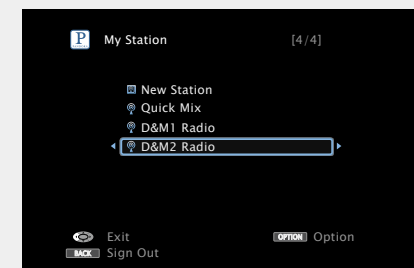 P
My Station [4/4]
New Station
Quick Mix
D&M1 Radio
D&M2 Radio
Exit OPTION Option
BACK Sign Out